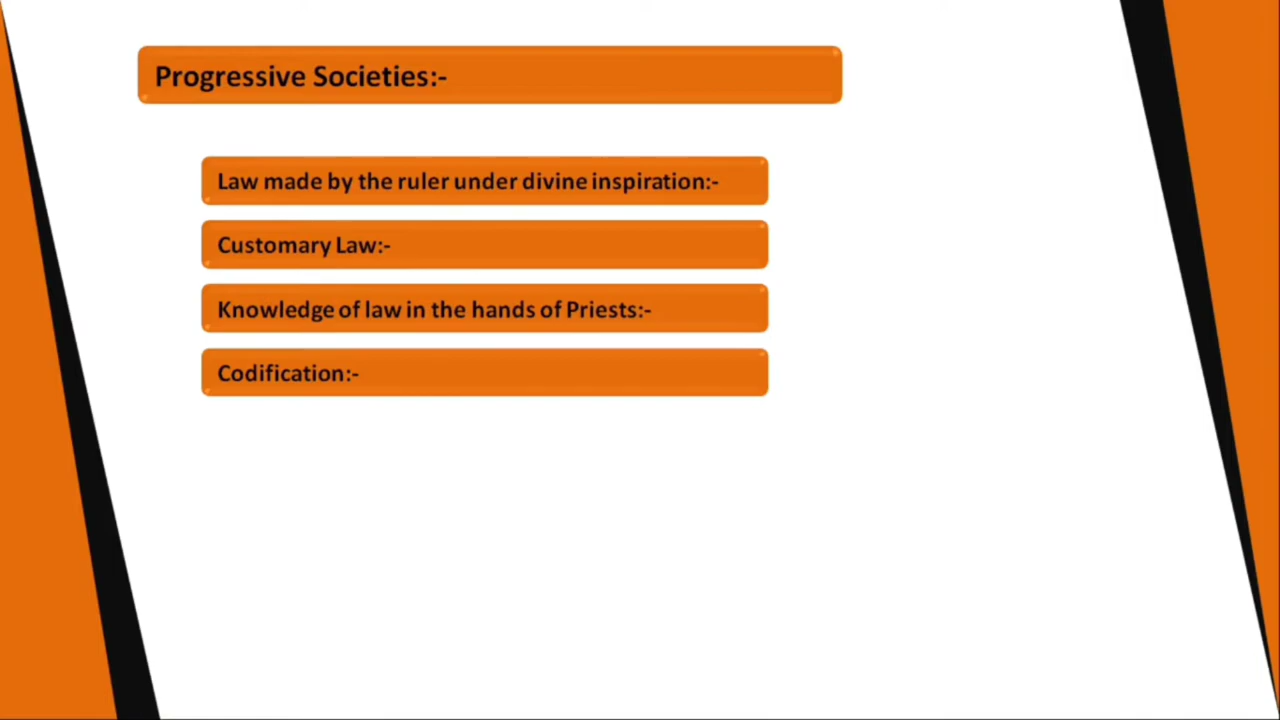 Progressive Societies:-
Law made by the ruler under divine inspiration:-
Customary Law:-
Knowledge of law in the hands of Priests:-
Codification:-